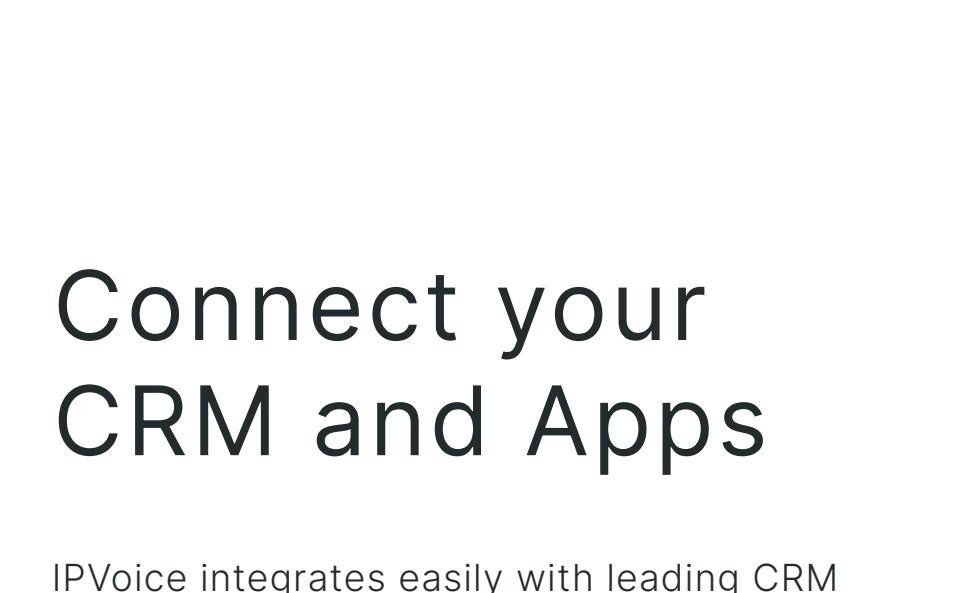 Connect your
CRM and Apps
IPVoice integrates easily with leading CRM